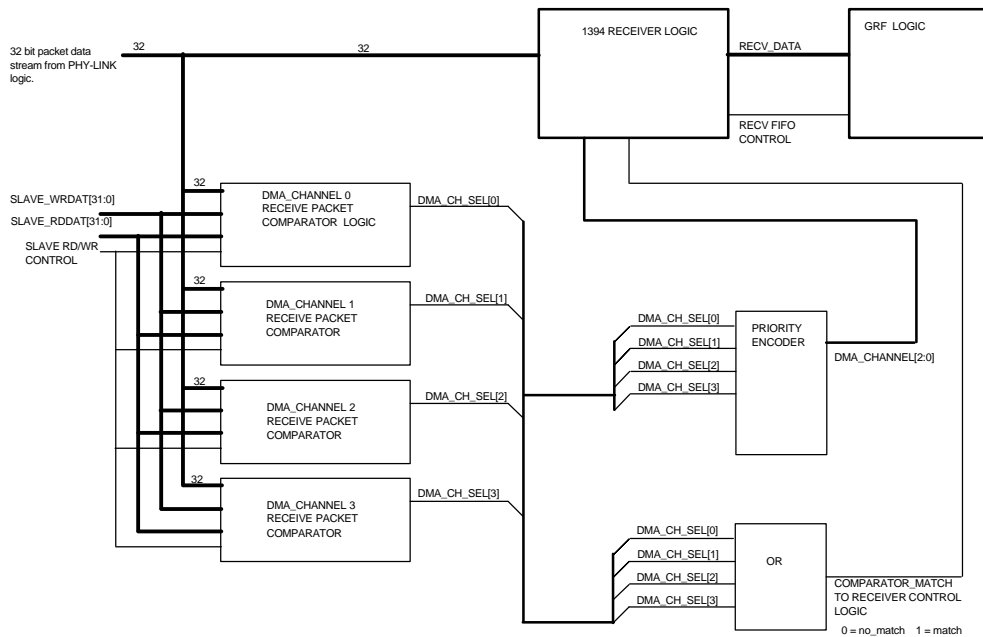 32 bit packet data
stream from PHY-LINK
logic.
32
32
1394 RECEIVER LOGIC
RECV_DATA
GRF LOGIC
RECV FIFO
CONTROL
SLAVE_WRDAT[31:0]
SLAVE_RDDAT[31:0]
SLAVE RD/WR
CONTROL
32
DMA_CHANNEL 0
RECEIVE PACKET
COMPARATOR LOGIC
DMA_CH_SEL[0]
32
DMA_CHANNEL 1
RECEIVE PACKET
COMPARATOR
DMA_CH_SEL[1]
32
DMA_CHANNEL 2
RECEIVE PACKET
COMPARATOR
DMA_CH_SEL[2]
32
DMA_CHANNEL 3
RECEIVE PACKET
COMPARATOR
DMA_CH_SEL[3]
DMA_CH_SEL[0]
DMA_CH_SEL[1]
DMA_CH_SEL[2]
DMA_CH_SEL[3]
PRIORITY
ENCODER
DMA_CHANNEL[2:0]
DMA_CH_SEL[0]
DMA_CH_SEL[1]
DMA_CH_SEL[2]
DMA_CH_SEL[3]
OR
COMPARATOR_MATCH
TO RECEIVER CONTROL
LOGIC
0 = no_match 1 = match